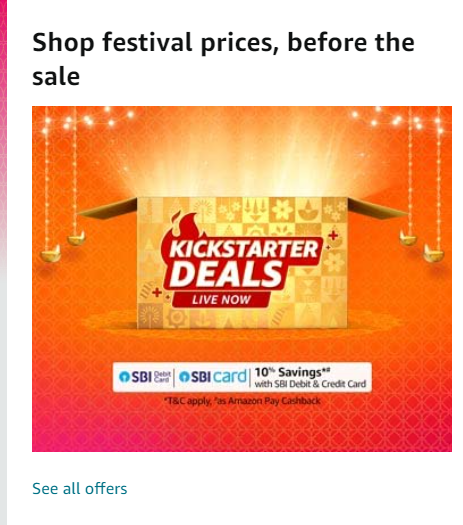 Shop festival prices, before the
sale
KICKSTARTER
DEALS
LIVE NOW
SBI Debit Card | SBI card | 10% Savings*#
with SBI Debit & Credit Card
*T&C apply, #as Amazon Pay Cashback
See all offers